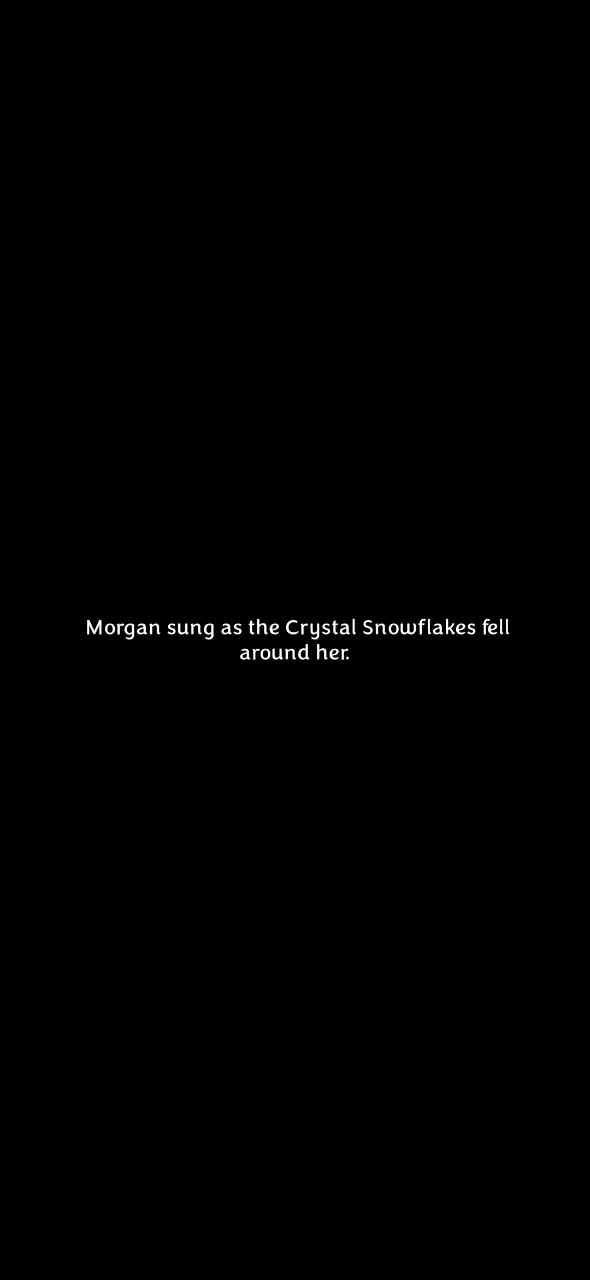 Morgan sung as the Crystal Snowflakes fell
around her.